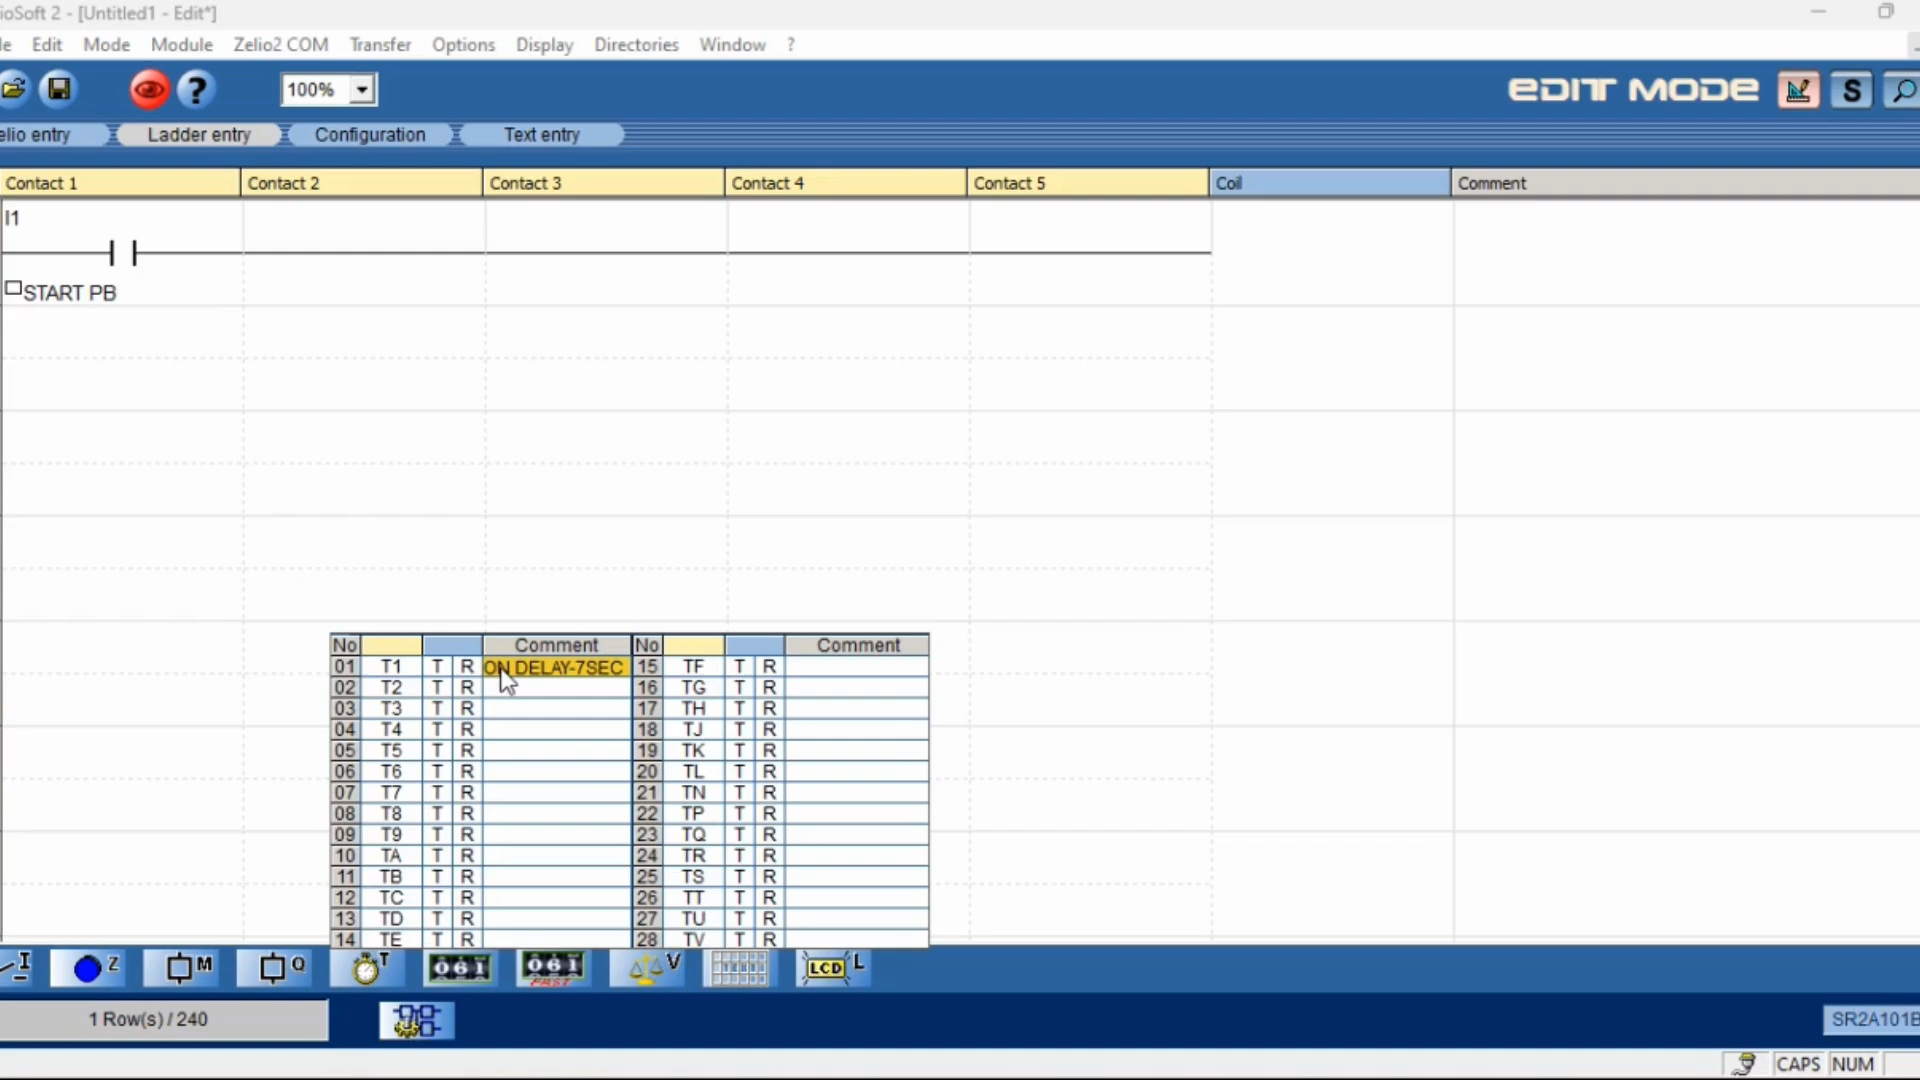 ioSoft 2 - [Untitled1 - Edit*]
le Edit Mode Module Zelio2 COM Transfer Options Display Directories Window ?
? 100% EDIT MODE S
elio entry Ladder entry Configuration Text entry
Contact 1 Contact 2 Contact 3 Contact 4 Contact 5 Coil Comment
I1
START PB
No Comment No Comment
01 T1 T R ON DELAY-7SEC 15 TF T R
02 T2 T R 16 TG T R
03 T3 T R 17 TH T R
04 T4 T R 18 TJ T R
05 T5 T R 19 TK T R
06 T6 T R 20 TL T R
07 T7 T R 21 TN T R
08 T8 T R 22 TP T R
09 T9 T R 23 TQ T R
10 TA T R 24 TR T R
11 TB T R 25 TS T R
12 TC T R 26 TT T R
13 TD T R 27 TU T R
14 TE T R 28 TV T R
I Z M Q T 061 061 FAST V TEXT LCD L
1 Row(s) / 240 SR2A101B
CAPS NUM